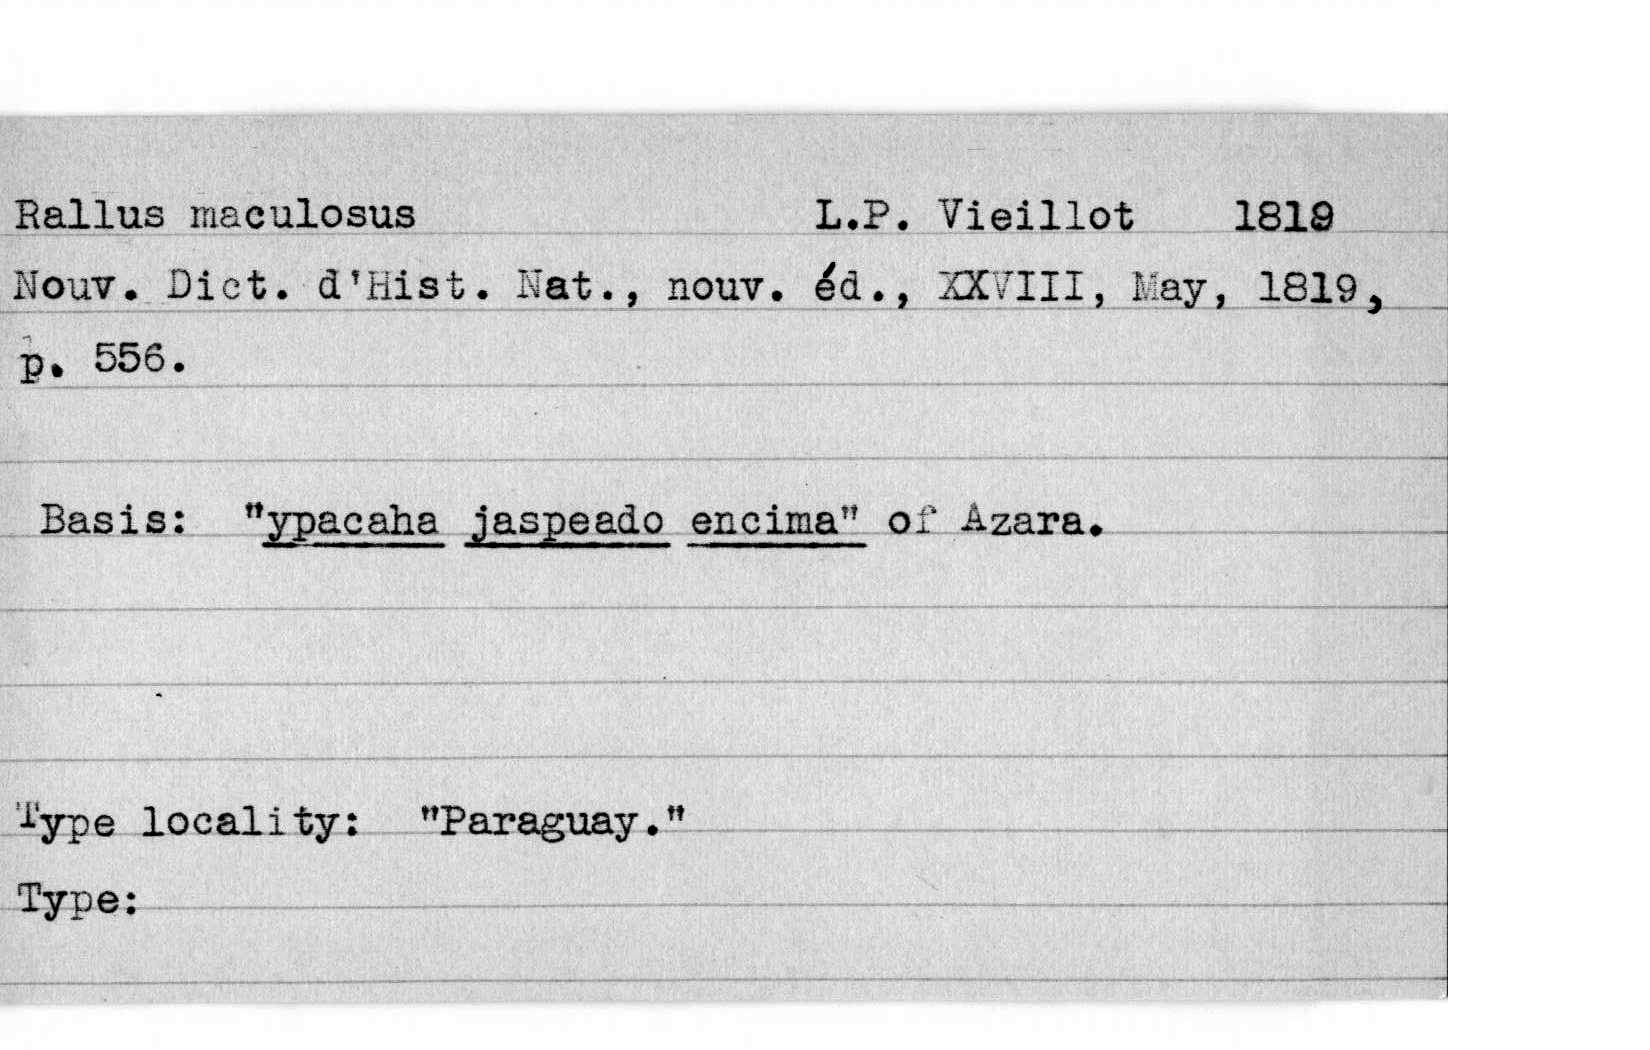 Rallus maculosus L.P. Vieillot 1819
Nouv. Dict. d'Hist. Nat., nouv. éd., XXVIII, May, 1819,
p. 556.
Basis: "ypacaha jaspeado encima" of Azara.
Type locality: "Paraguay."
Type: